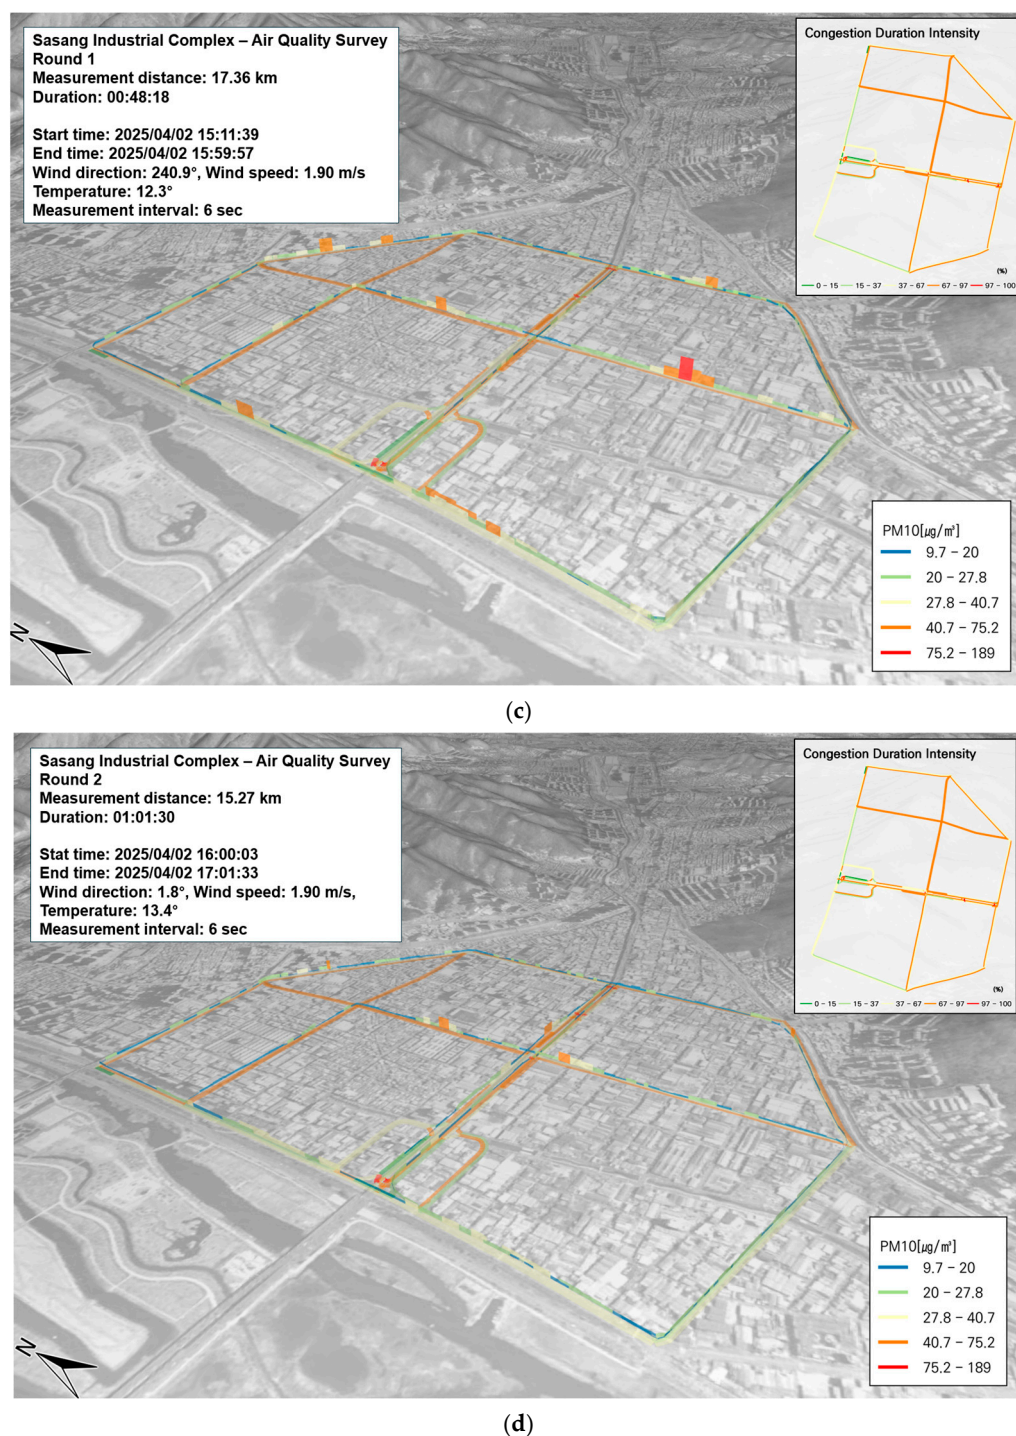 Sasang Industrial Complex – Air Quality Survey
Round 1
Measurement distance: 17.36 km
Duration: 00:48:18
Start time: 2025/04/02 15:11:39
End time: 2025/04/02 15:59:57
Wind direction: 240.9°, Wind speed: 1.90 m/s
Temperature: 12.3°
Measurement interval: 6 sec
Congestion Duration Intensity
(%)
0 – 15 15 – 37 37 – 67 67 – 97 97 – 100
PM10[㎍/㎥]
9.7 – 20
20 – 27.8
27.8 – 40.7
40.7 – 75.2
75.2 – 189
N
(c)
Sasang Industrial Complex – Air Quality Survey
Round 2
Measurement distance: 15.27 km
Duration: 01:01:30
Stat time: 2025/04/02 16:00:03
End time: 2025/04/02 17:01:33
Wind direction: 1.8°, Wind speed: 1.90 m/s,
Temperature: 13.4°
Measurement interval: 6 sec
Congestion Duration Intensity
(%)
0 – 15 15 – 37 37 – 67 67 – 97 97 – 100
PM10[㎍/㎥]
9.7 – 20
20 – 27.8
27.8 – 40.7
40.7 – 75.2
75.2 – 189
N
(d)